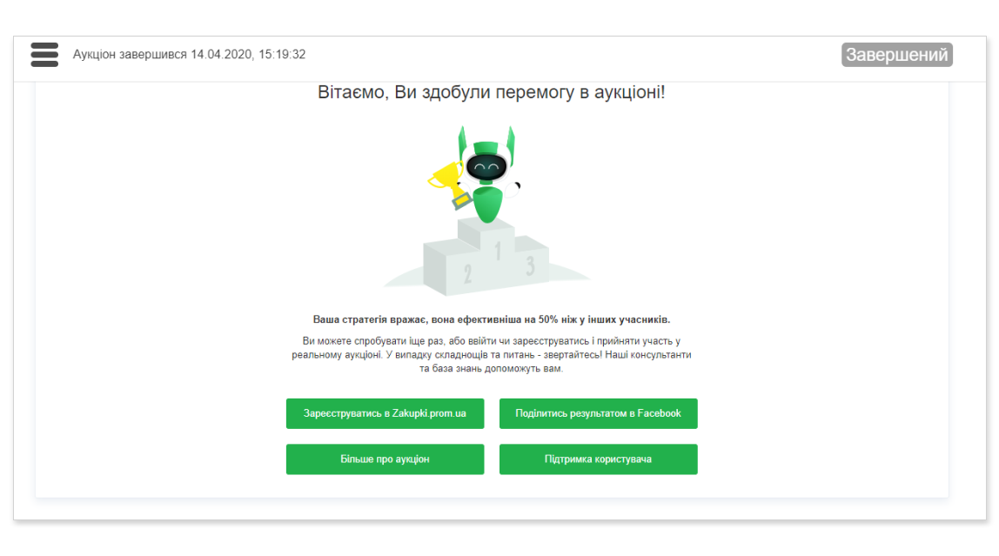 Аукціон завершився 14.04.2020, 15:19:32
Завершений
Вітаємо, Ви здобули перемогу в аукціоні!
1
2
3
Ваша стратегія вражає, вона ефективніша на 50% ніж у інших учасників.
Ви можете спробувати іще раз, або ввійти чи зареєструватись і прийняти участь у
реальному аукціоні. У випадку складнощів та питань - звертайтесь! Наші консультанти
та база знань допоможуть вам.
Зареєструватись в Zakupki.prom.ua
Поділитись результатом в Facebook
Більше про аукціон
Підтримка користувача